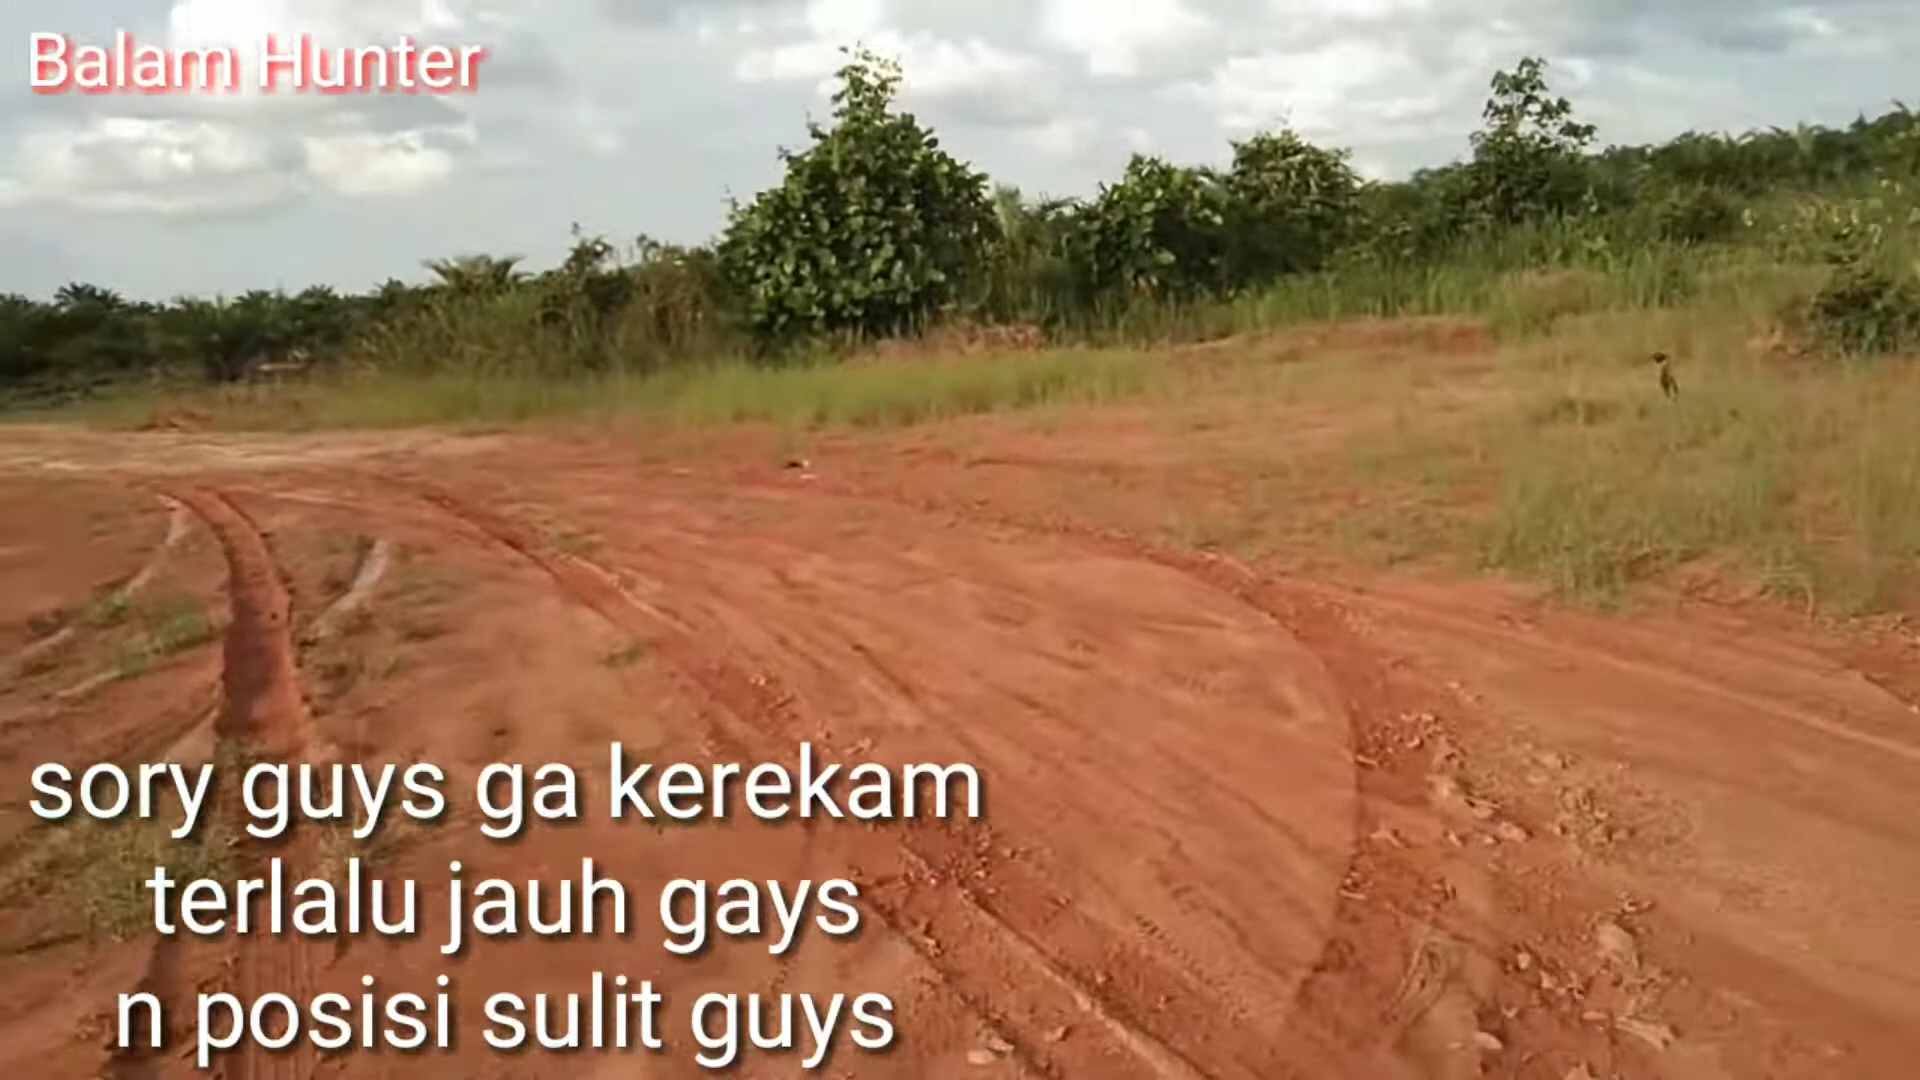 Balam Hunter
sory guys ga kerekam
terlalu jauh gays
n posisi sulit guys